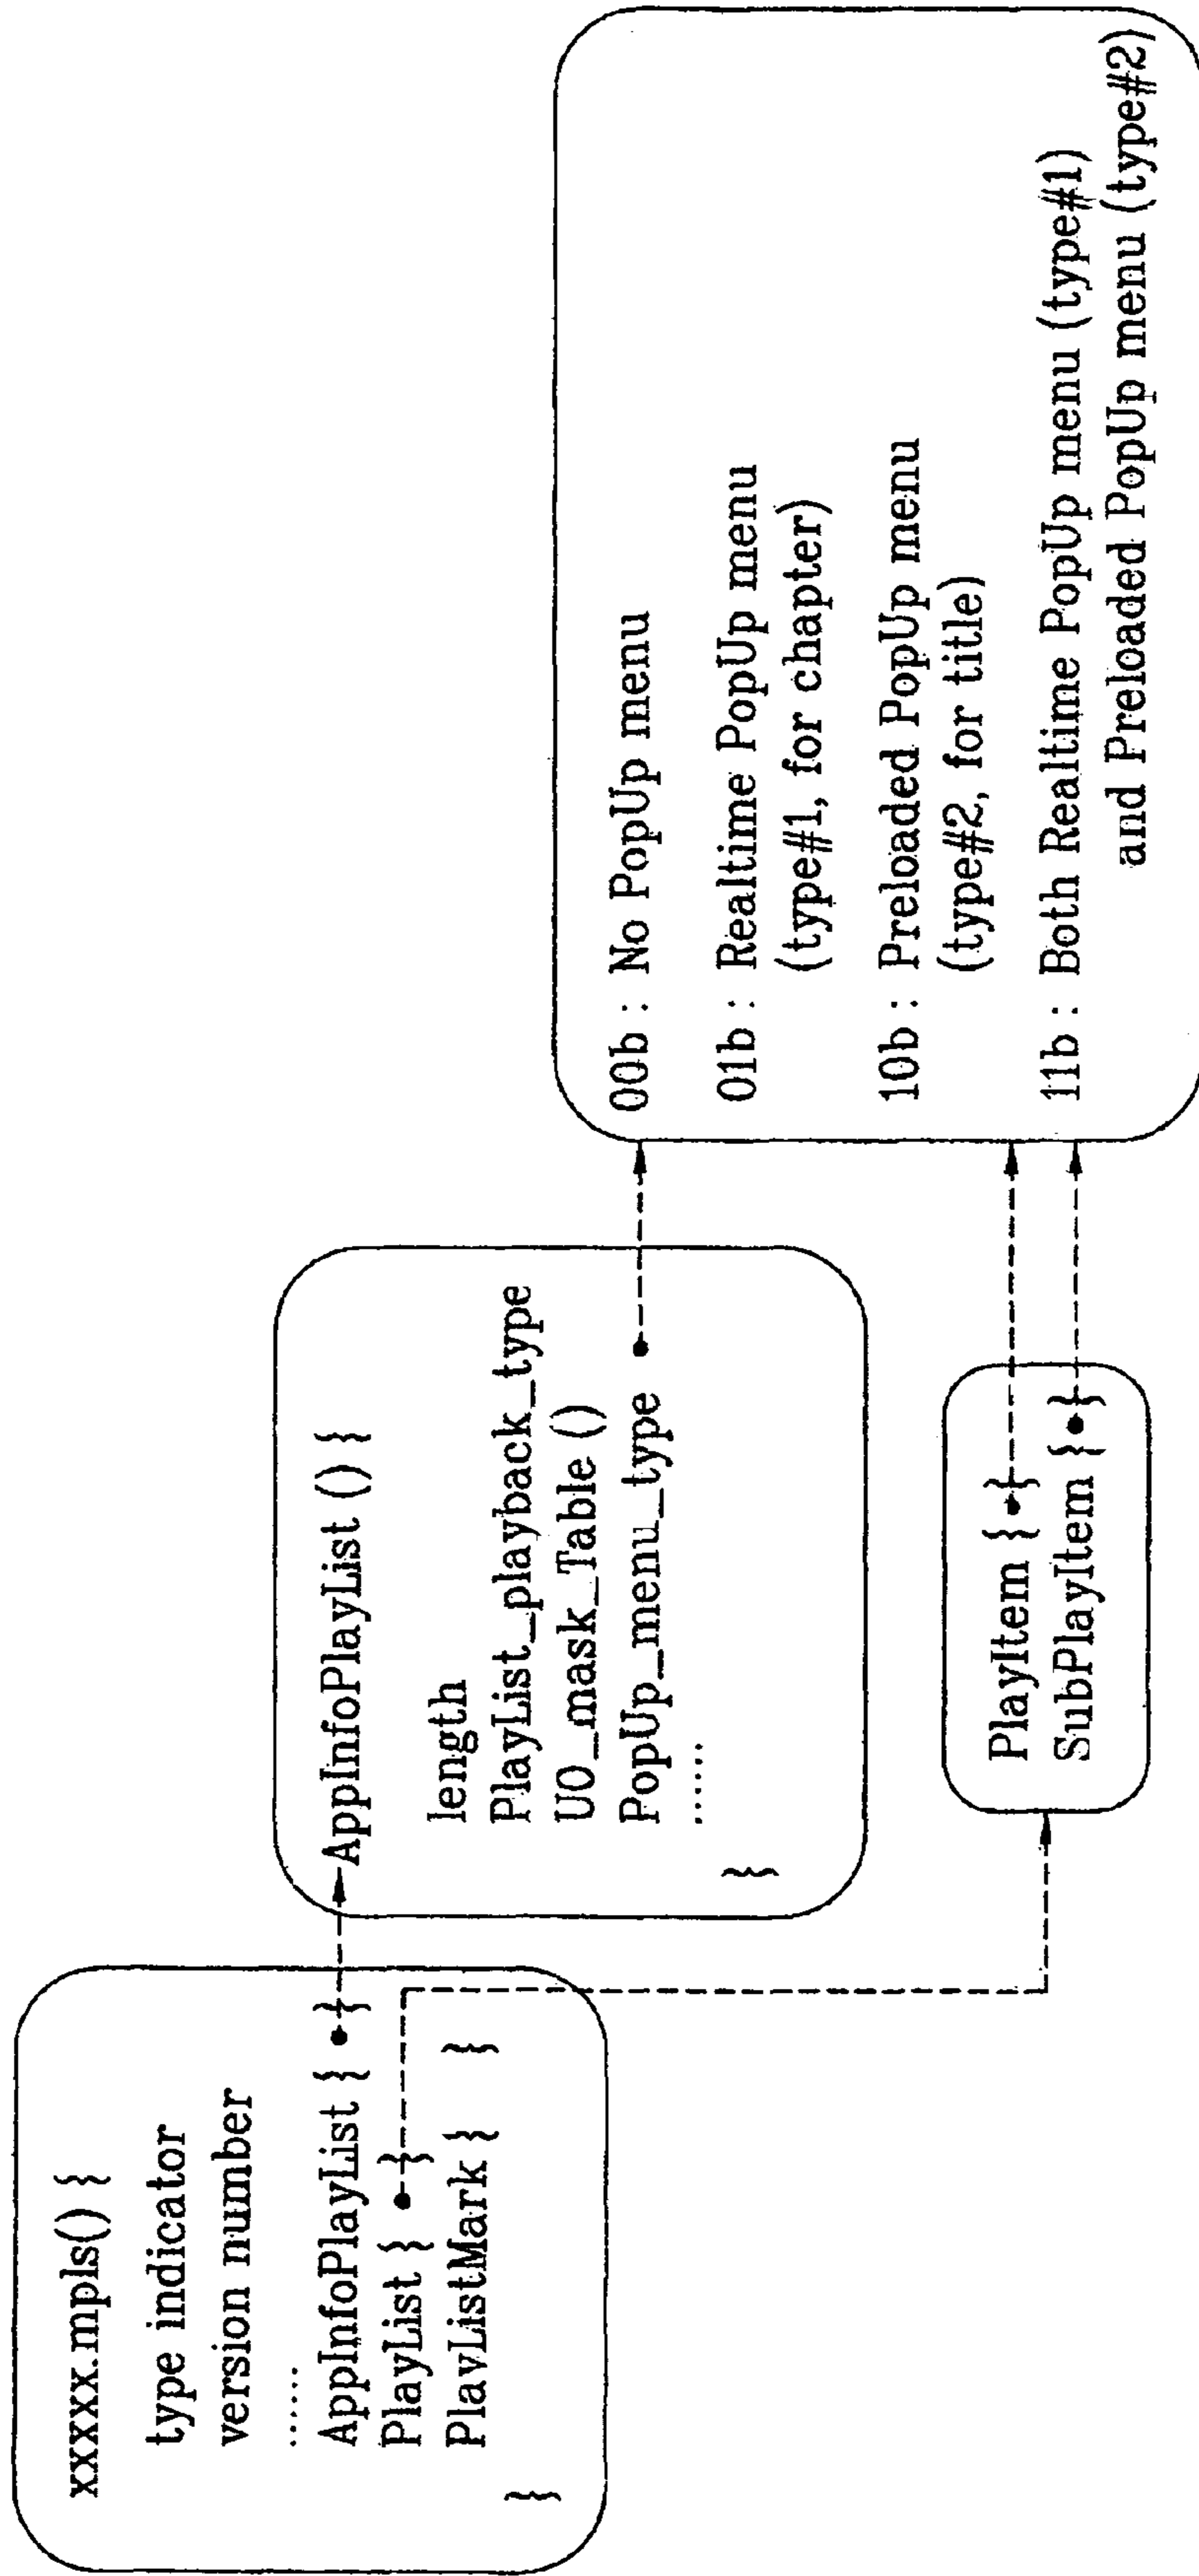 xxxxx.mpls() {
type indicator
version number
......
AppInfoPlayList { }
PlayList { }
PlayListMark { }
}
AppInfoPlayList () {
length
PlayList_playback_type
UO_mask_Table ()
PopUp_menu_type
.....
}
PlayItem { }
SubPlayItem { }
00b : No PopUp menu
01b : Realtime PopUp menu
(type#1, for chapter)
10b : Preloaded PopUp menu
(type#2, for title)
11b : Both Realtime PopUp menu (type#1)
and Preloaded PopUp menu (type#2)